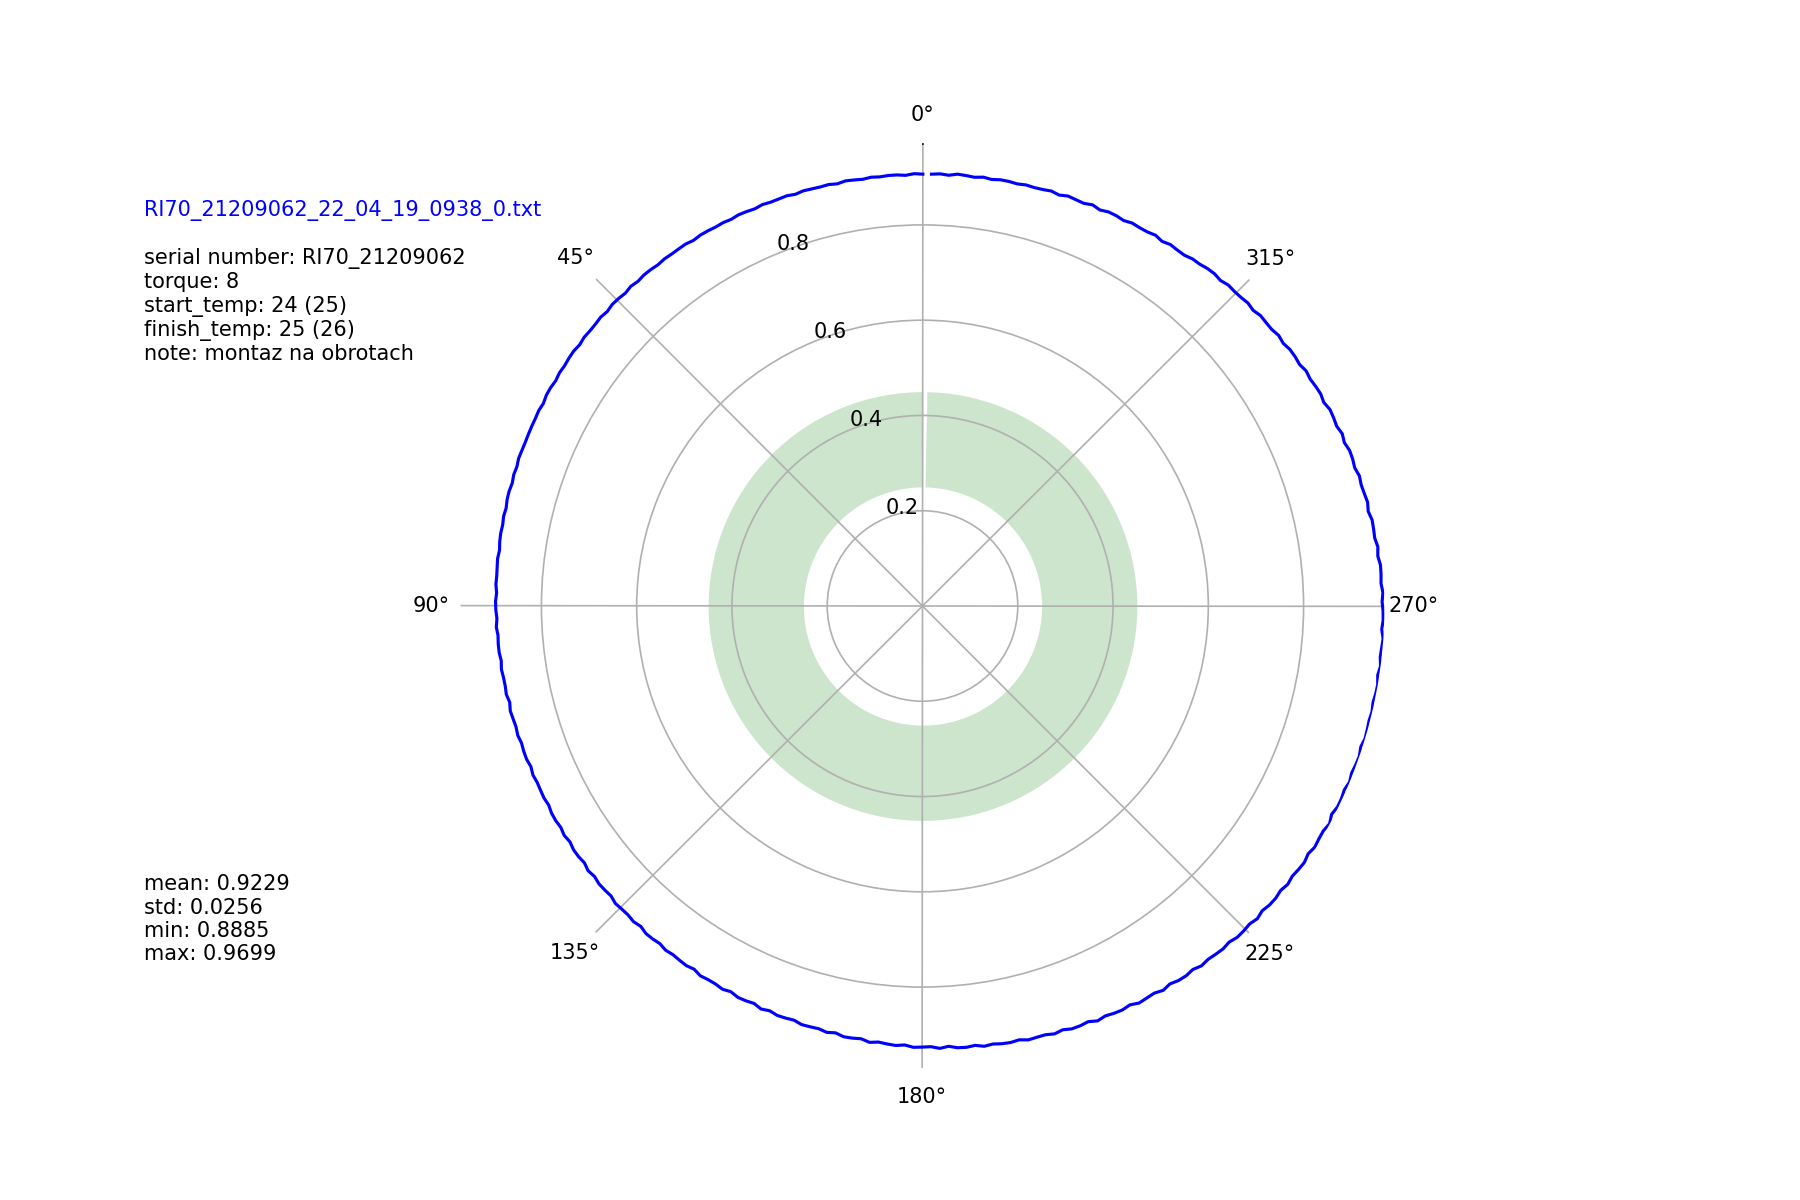 0°
RI70_21209062_22_04_19_0938_0.txt
serial number: RI70_21209062
torque: 8
start_temp: 24 (25)
finish_temp: 25 (26)
note: montaz na obrotach
45°
315°
0.8
0.6
0.4
0.2
90°
270°
mean: 0.9229
std: 0.0256
min: 0.8885
max: 0.9699
135°
225°
180°